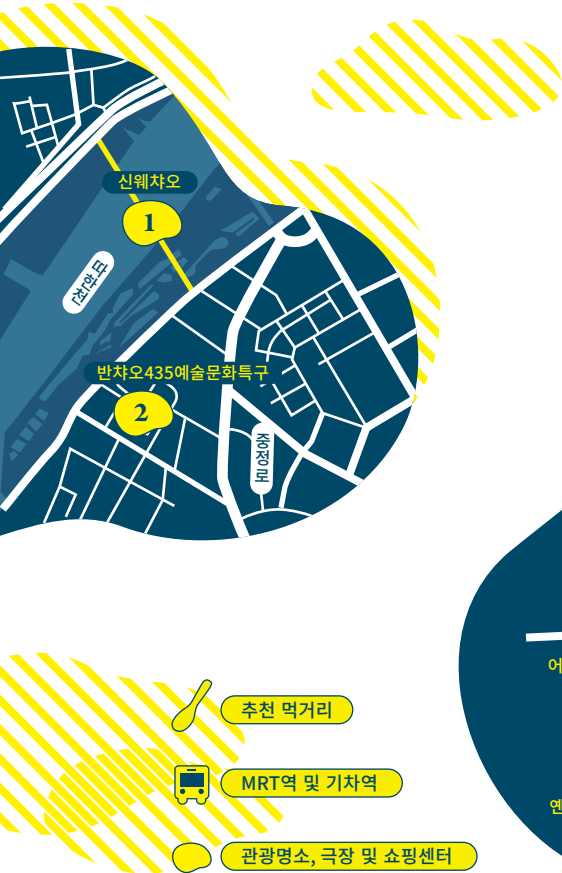 신웨챠오
1
따한천
반챠오435예술문화특구
2
중정로
어
추천 먹거리
MRT역 및 기차역
옌
관광명소, 극장 및 쇼핑센터